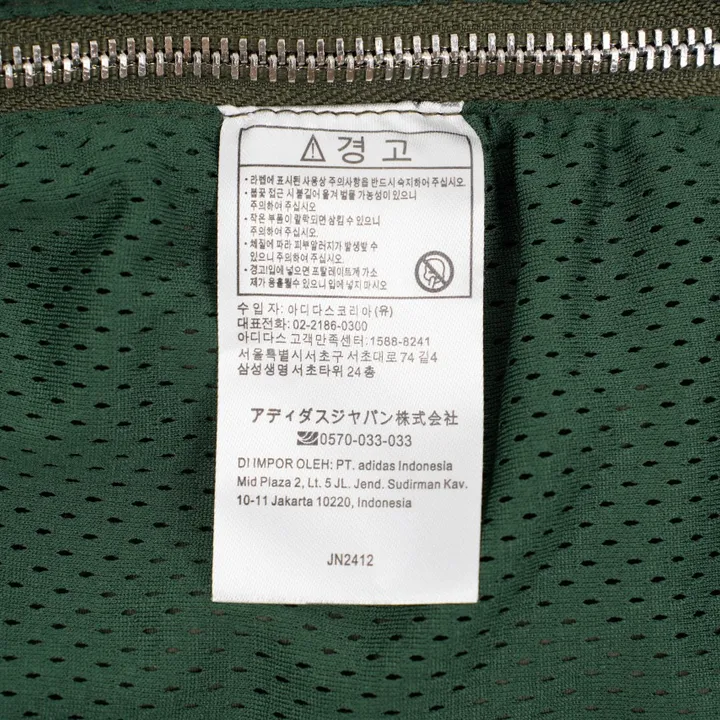 ⚠ 경고
• 라벨에 표시된 사용상 주의사항을 반드시 숙지하여 주십시오.
• 불꽃 접근 시 불길이 옮겨 붙을 가능성이 있으니
주의하여 주십시오
• 작은 부품이 탈락되면 삼킬 수 있으니
주의하여 주십시오.
• 체질에 따라 피부알러지가 발생될 수
있으니 주의하여 주십시오.
• 경고!입에 넣으면 프탈레이트계 가소
제가 용출될수 있으니 입에 넣지 마시오
수 입 자: 아디다스코리아(유)
대표전화: 02-2186-0300
아디다스 고객만족센터: 1588-8241
서울특별시서초구 서초대로 74 길4
삼성생명 서초타워 24 층
アディダスジャパン株式会社
0570-033-033
DI IMPOR OLEH: PT. adidas Indonesia
Mid Plaza 2, Lt. 5 JL. Jend. Sudirman Kav.
10-11 Jakarta 10220, Indonesia
JN2412